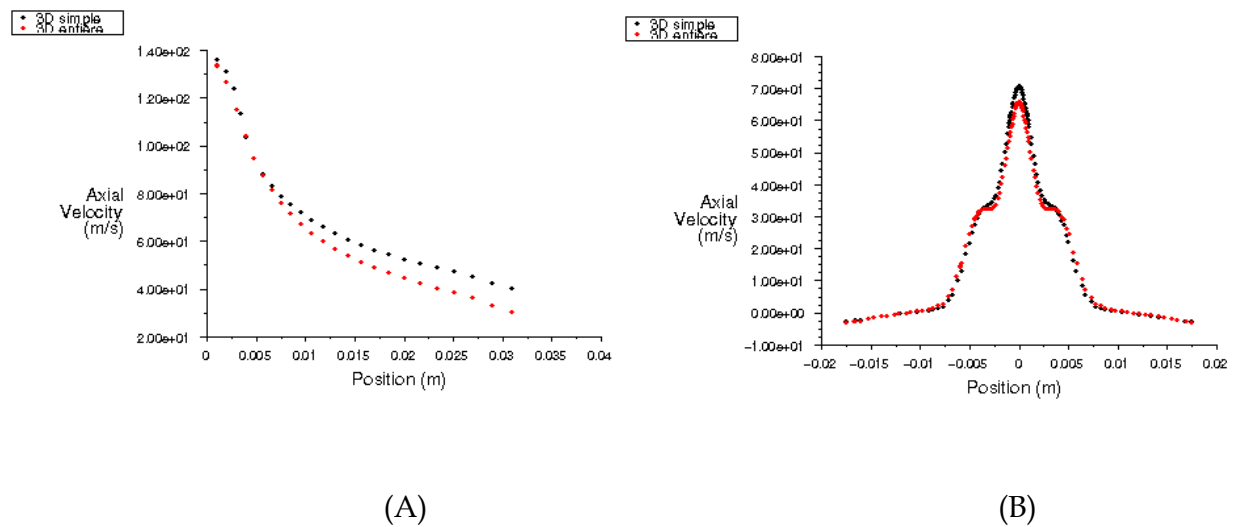 3D simple
3D entière
1.40e+02
1.20e+02
1.00e+02
8.00e+01
6.00e+01
4.00e+01
2.00e+01
Axial
Velocity
(m/s)
0 0.005 0.01 0.015 0.02 0.025 0.03 0.035 0.04
Position (m)
(A)
3D simple
3D entière
8.00e+01
7.00e+01
6.00e+01
5.00e+01
4.00e+01
3.00e+01
2.00e+01
1.00e+01
0.00e+00
-1.00e+01
Axial
Velocity
(m/s)
-0.02 -0.015 -0.01 -0.005 0 0.005 0.01 0.015 0.02
Position (m)
(B)